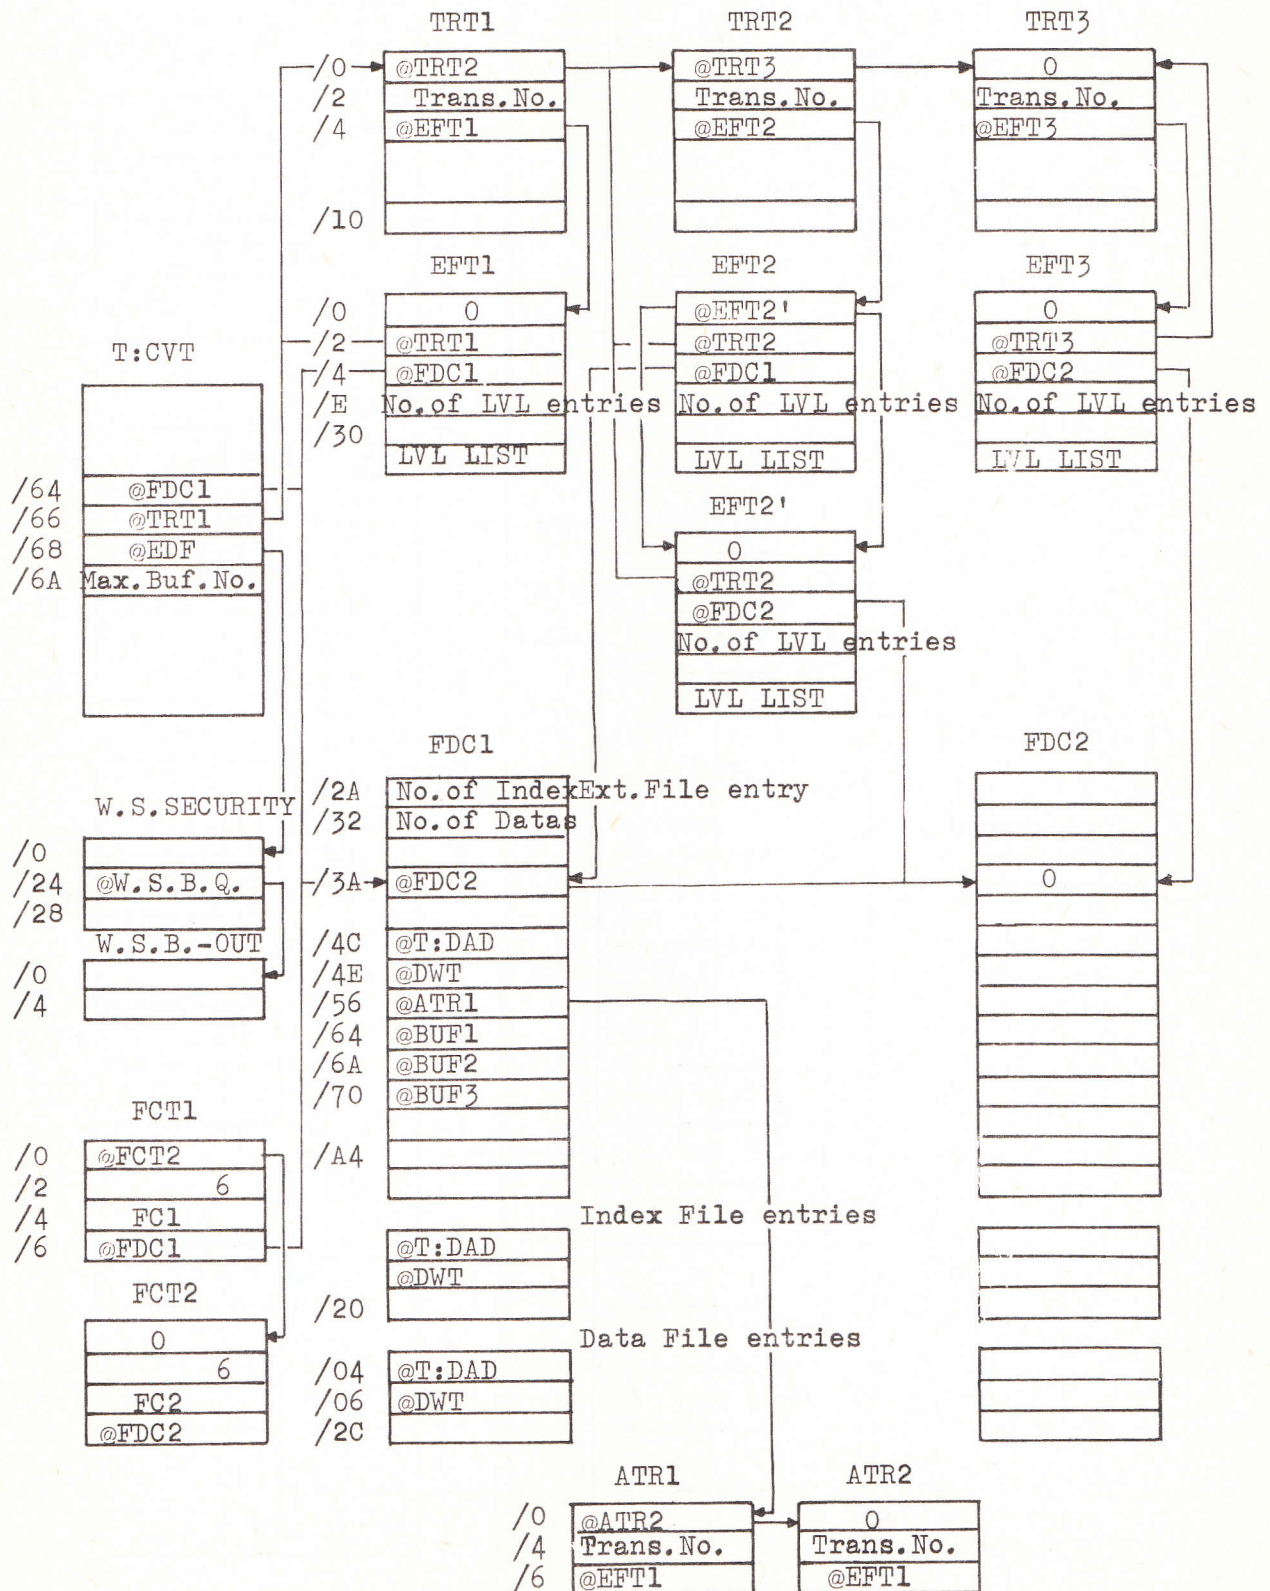 TRT1 TRT2 TRT3
/0 @TRT2 @TRT3 0
/2 Trans.No. Trans.No. Trans.No.
/4 @EFT1 @EFT2 @EFT3
/10
EFT1 EFT2 EFT3
/0 0 @EFT2' 0
/2 @TRT1 @TRT2 @TRT3
T:CVT
/4 @FDC1 @FDC1 @FDC2
/E No.of LVL entries No.of LVL entries No.of LVL entries
/30
LVL LIST LVL LIST LVL LIST
/64 @FDC1
EFT2'
/66 @TRT1
/68 @EDF 0
/6A Max.Buf.No. @TRT2
@FDC2
No.of LVL entries
LVL LIST
FDC1 FDC2
/2A No.of IndexExt.File entry
W.S.SECURITY
/32 No.of Datas
/0
/24 @W.S.B.Q. /3A @FDC2 0
/28
W.S.B.-OUT /4C @T:DAD
/0 /4E @DWT
/4 /56 @ATR1
/64 @BUF1
/6A @BUF2
/70 @BUF3
FCT1
/0 @FCT2 /A4
/2 6
/4 FC1 Index File entries
/6 @FDC1 @T:DAD
@DWT
FCT2
/20
0 Data File entries
6 /04 @T:DAD
FC2 /06 @DWT
@FDC2 /2C
ATR1 ATR2
/0 @ATR2 0
/4 Trans.No. Trans.No.
/6 @EFT1 @EFT1